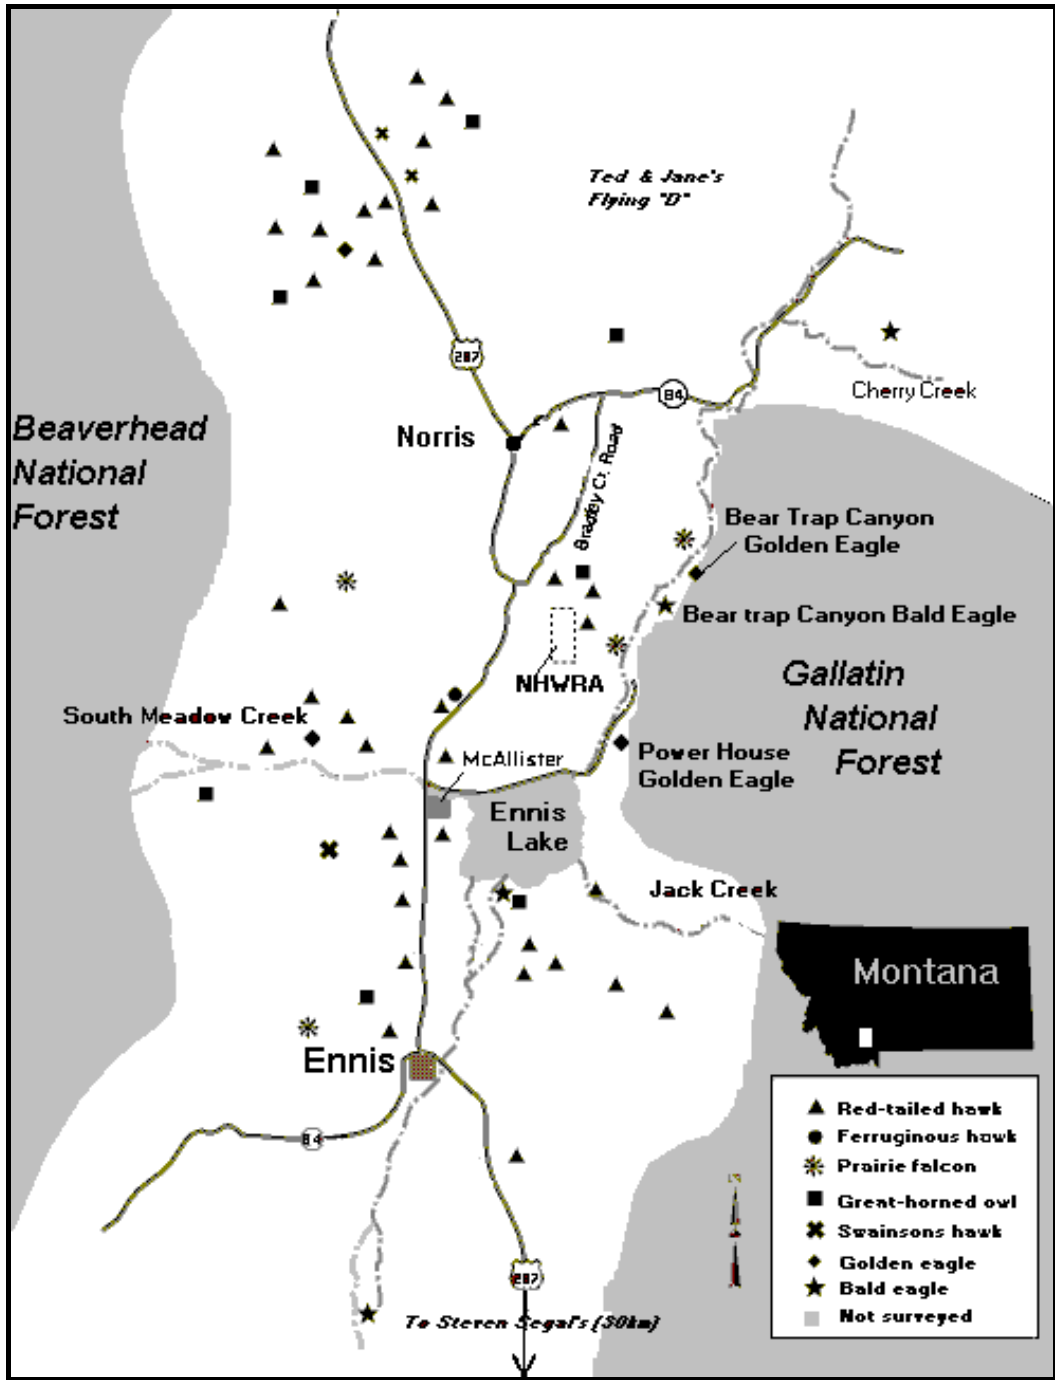 Ted & Jane's
Flying "D"
287
84
Cherry Creek
Beaverhead
National
Forest
Norris
Bradley Cr. Road
Bear Trap Canyon
Golden Eagle
Bear trap Canyon Bald Eagle
Gallatin
National
Forest
NHWRA
South Meadow Creek
Power House
Golden Eagle
McAllister
Ennis
Lake
Jack Creek
Montana
Ennis
84
287
To Steven Segal's (30km)
Red-tailed hawk
Ferruginous hawk
Prairie falcon
Great-horned owl
Swainsons hawk
Golden eagle
Bald eagle
Not surveyed